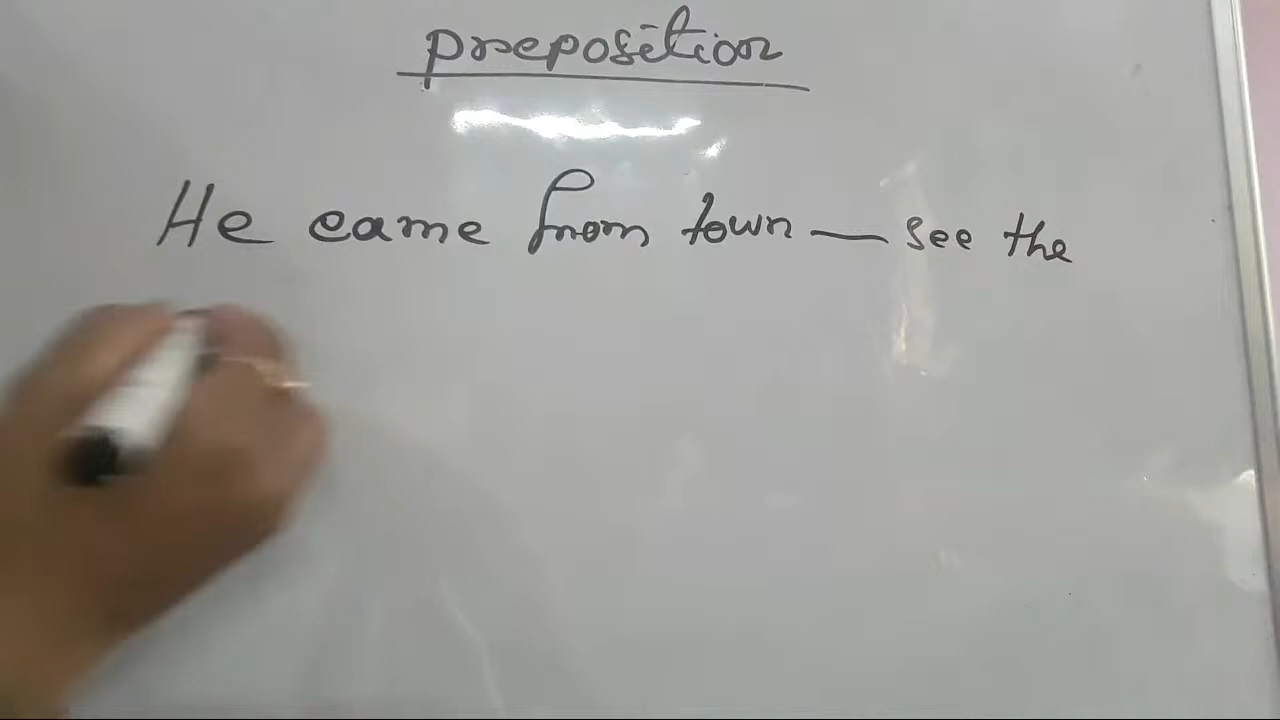 preposition
He came from town — see the